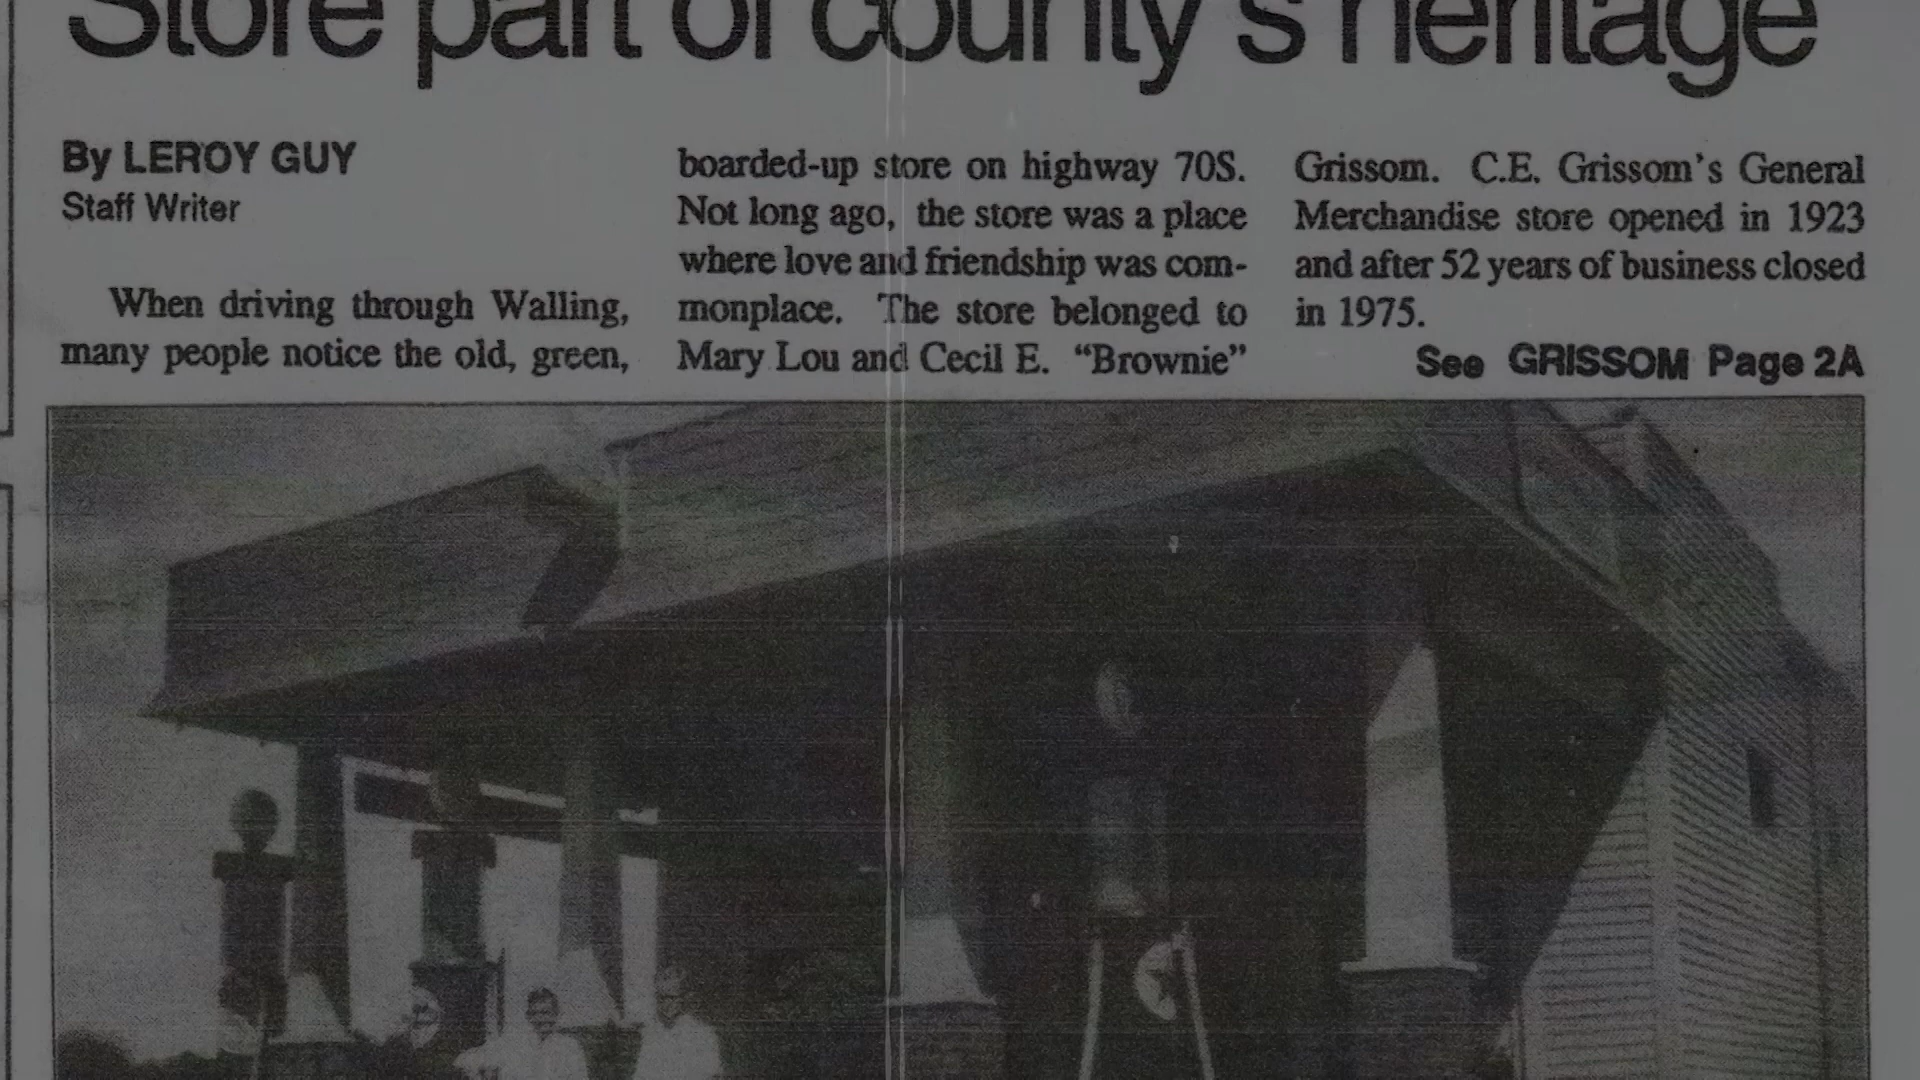 Store part of county's heritage
By LEROY GUY
Staff Writer
When driving through Walling,
many people notice the old, green,
boarded-up store on highway 70S.
Not long ago, the store was a place
where love and friendship was com-
monplace. The store belonged to
Mary Lou and Cecil E. “Brownie”
Grissom. C.E. Grissom's General
Merchandise store opened in 1923
and after 52 years of business closed
in 1975.
See GRISSOM Page 2A